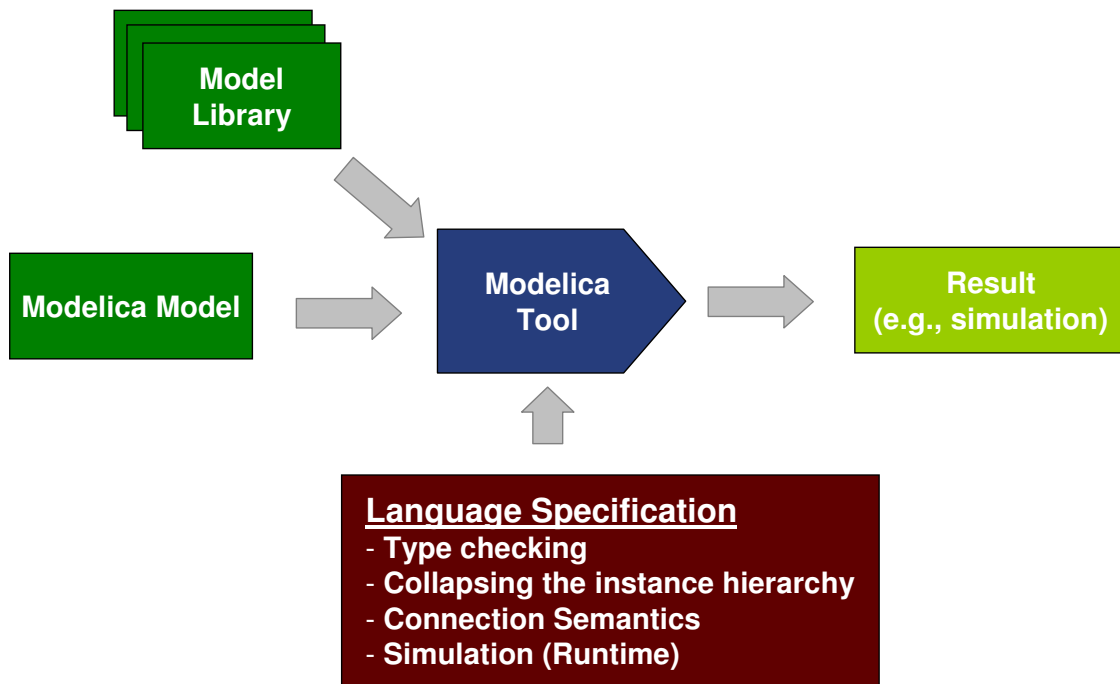 Model
Library
Modelica Model
Modelica
Tool
Result
(e.g., simulation)
Language Specification
- Type checking
- Collapsing the instance hierarchy
- Connection Semantics
- Simulation (Runtime)